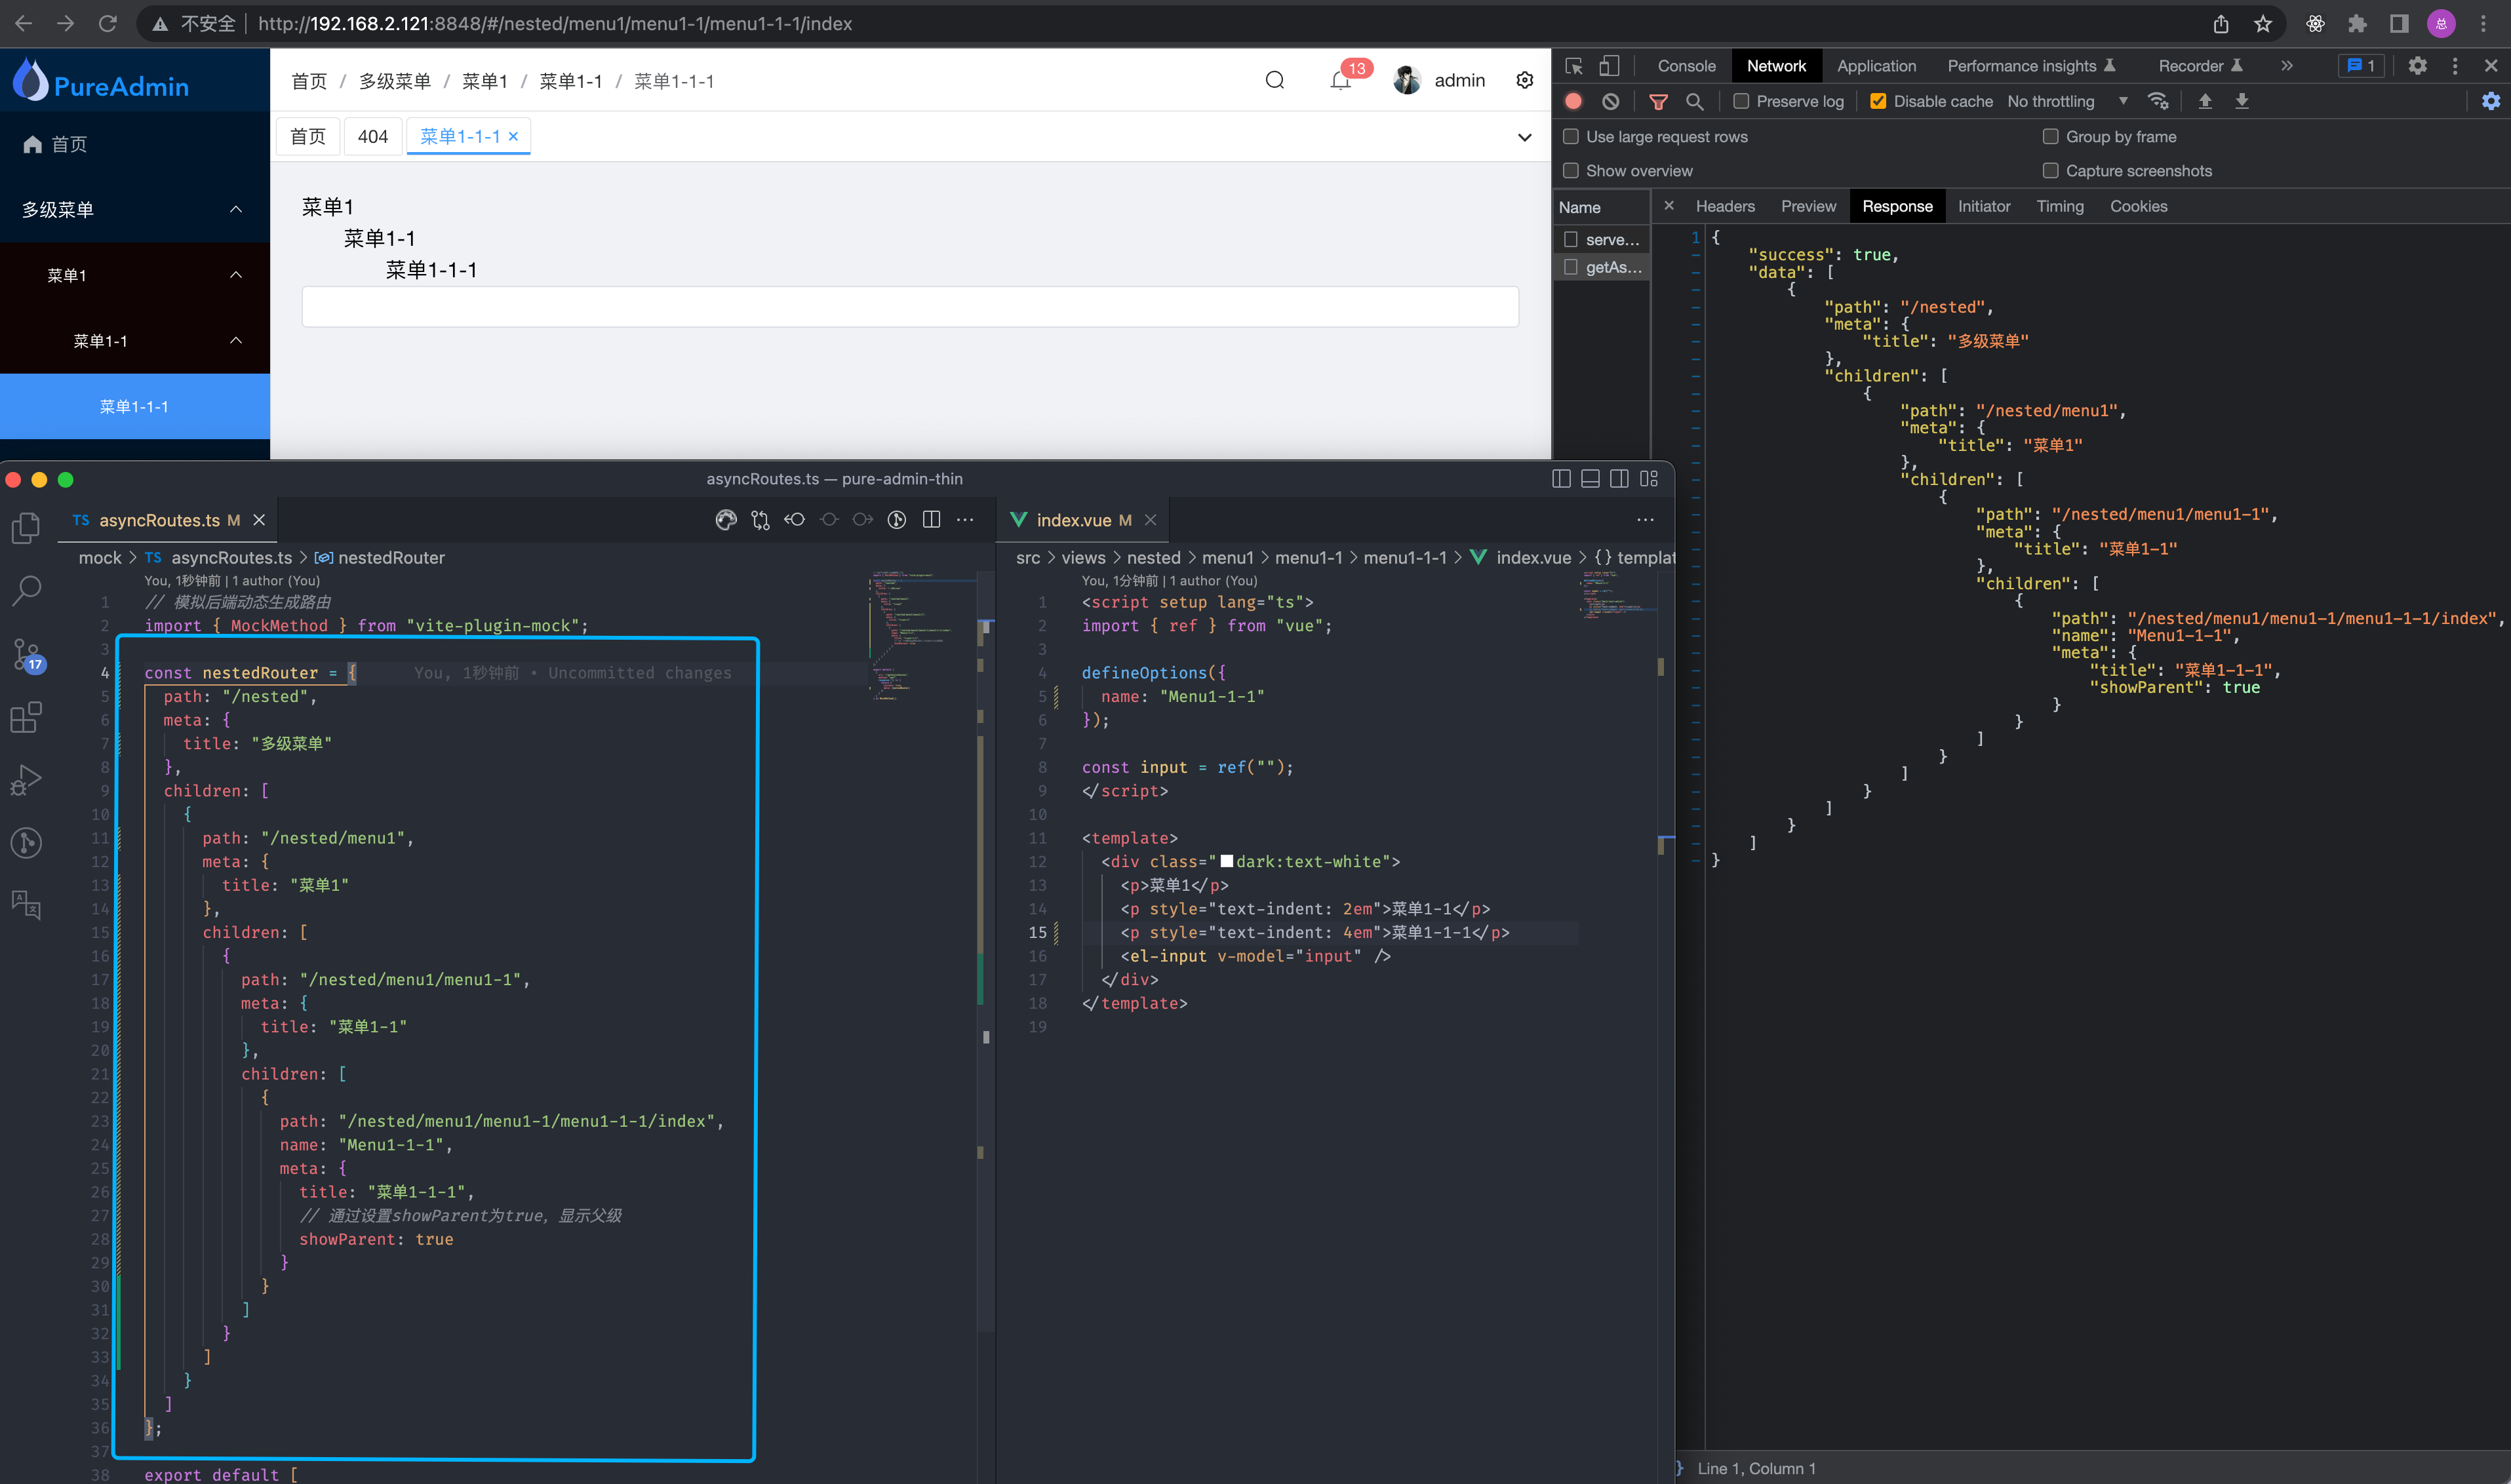 不安全 | http://192.168.2.121:8848/#/nested/menu1/menu1-1/menu1-1-1/index
PureAdmin
首页
多级菜单
菜单1
菜单1-1
菜单1-1-1
首页 / 多级菜单 / 菜单1 / 菜单1-1 / 菜单1-1-1
13
admin
首页
404
菜单1-1-1 ×
菜单1
菜单1-1
菜单1-1-1
Console Network Application Performance insights Recorder » 1
Preserve log Disable cache No throttling
Use large request rows Group by frame
Show overview Capture screenshots
Name
serve...
getAs...
× Headers Preview Response Initiator Timing Cookies
1 {
"success": true,
"data": [
{
"path": "/nested",
"meta": {
"title": "多级菜单"
},
"children": [
{
"path": "/nested/menu1",
"meta": {
"title": "菜单1"
},
"children": [
{
"path": "/nested/menu1/menu1-1",
"meta": {
"title": "菜单1-1"
},
"children": [
{
"path": "/nested/menu1/menu1-1/menu1-1-1/index",
"name": "Menu1-1-1",
"meta": {
"title": "菜单1-1-1",
"showParent": true
}
}
]
}
]
}
]
}
]
}
Line 1, Column 1
asyncRoutes.ts — pure-admin-thin
17
TS asyncRoutes.ts M ×
mock > TS asyncRoutes.ts > nestedRouter
You, 1秒钟前 | 1 author (You)
1 // 模拟后端动态生成路由
2 import { MockMethod } from "vite-plugin-mock";
3
4 const nestedRouter = { You, 1秒钟前 • Uncommitted changes
5 path: "/nested",
6 meta: {
7 title: "多级菜单"
8 },
9 children: [
10 {
11 path: "/nested/menu1",
12 meta: {
13 title: "菜单1"
14 },
15 children: [
16 {
17 path: "/nested/menu1/menu1-1",
18 meta: {
19 title: "菜单1-1"
20 },
21 children: [
22 {
23 path: "/nested/menu1/menu1-1/menu1-1-1/index",
24 name: "Menu1-1-1",
25 meta: {
26 title: "菜单1-1-1",
27 // 通过设置showParent为true，显示父级
28 showParent: true
29 }
30 }
31 ]
32 }
33 ]
34 }
35 ]
36 };
37
38 export default [
index.vue M ×
src > views > nested > menu1 > menu1-1 > menu1-1-1 > index.vue > {} templat
You, 1分钟前 | 1 author (You)
1 <script setup lang="ts">
2 import { ref } from "vue";
3
4 defineOptions({
5 name: "Menu1-1-1"
6 });
7
8 const input = ref("");
9 </script>
10
11 <template>
12 <div class="dark:text-white">
13 <p>菜单1</p>
14 <p style="text-indent: 2em">菜单1-1</p>
15 <p style="text-indent: 4em">菜单1-1-1</p>
16 <el-input v-model="input" />
17 </div>
18 </template>
19